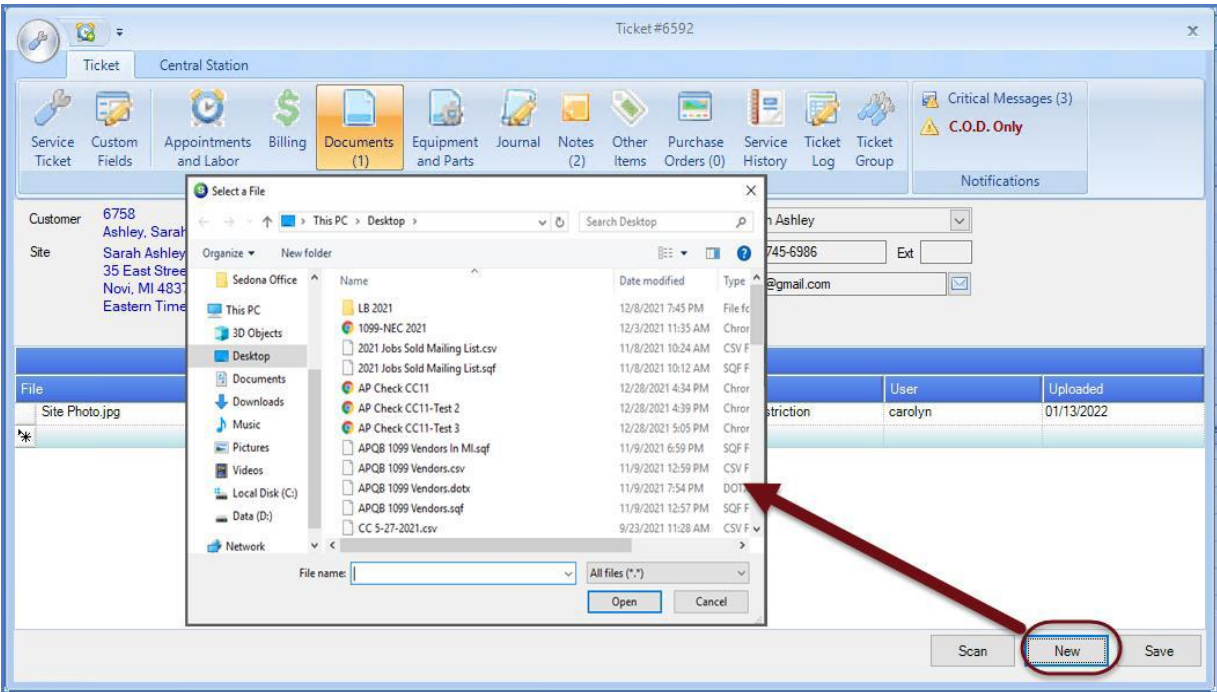 Ticket#6592
x
Ticket Central Station
Service Ticket
Custom Fields
Appointments and Labor
Billing
Documents (1)
Equipment and Parts
Journal
Notes (2)
Other Items
Purchase Orders (0)
Service History
Ticket Log
Ticket Group
Critical Messages (3)
C.O.D. Only
Notifications
Customer 6758
Ashley, Sarah
Site Sarah Ashley
35 East Stree
Novi, MI 4837
Eastern Time
n Ashley
745-6986 Ext
@gmail.com
Select a File
This PC > Desktop >
Search Desktop
Organize New folder
Sedona Office
This PC
3D Objects
Desktop
Documents
Downloads
Music
Pictures
Videos
Local Disk (C:)
Data (D:)
Network
Name Date modified Type
LB 2021 12/8/2021 7:45 PM File fc
1099-NEC 2021 12/3/2021 11:35 AM Chror
2021 Jobs Sold Mailing List.csv 11/8/2021 10:24 AM CSV F
2021 Jobs Sold Mailing List.sqf 11/8/2021 10:12 AM SQF F
AP Check CC11 12/28/2021 4:34 PM Chror
AP Check CC11-Test 2 12/28/2021 4:39 PM Chror
AP Check CC11-Test 3 12/28/2021 5:05 PM Chror
APQB 1099 Vendors In MI.sqf 11/9/2021 6:59 PM SQF F
APQB 1099 Vendors.csv 11/9/2021 12:59 PM CSV F
APQB 1099 Vendors.dotx 11/9/2021 7:54 PM DOT
APQB 1099 Vendors.sqf 11/9/2021 12:57 PM SQF F
CC 5-27-2021.csv 9/23/2021 11:28 AM CSV F
File name: All files (*.*)
Open Cancel
File User Uploaded
Site Photo.jpg striction carolyn 01/13/2022
Scan New Save